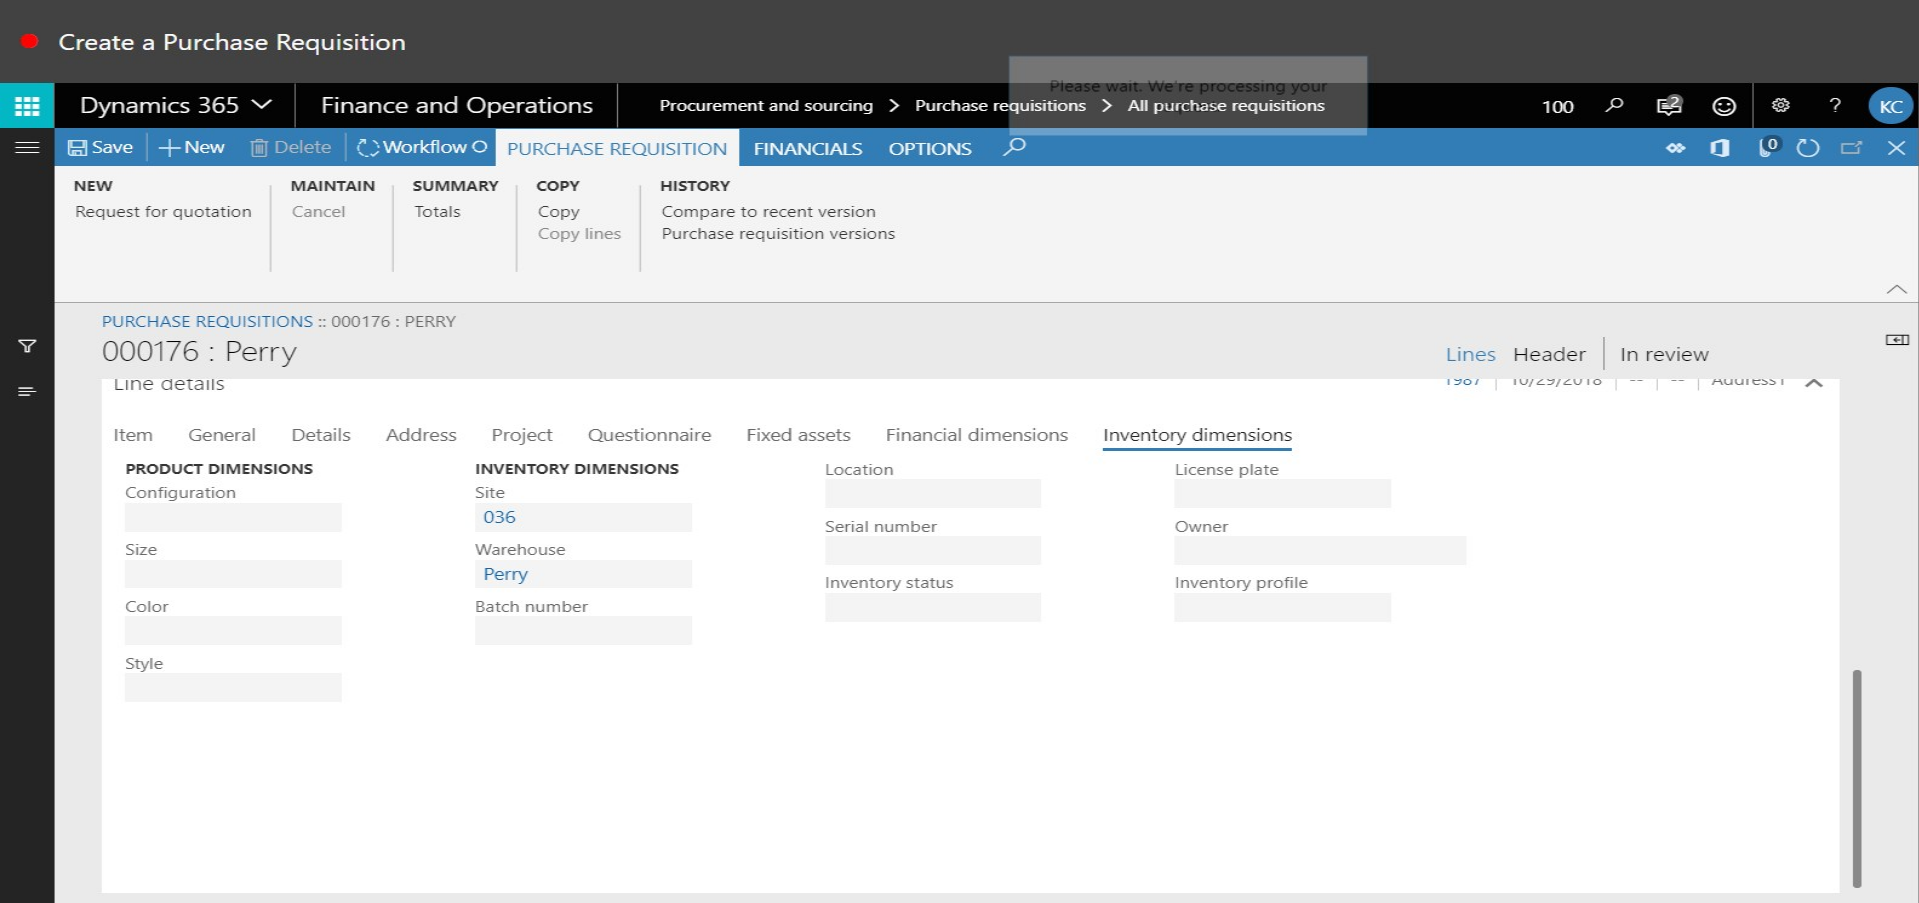 Create a Purchase Requisition
Please wait. We're processing your
Dynamics 365 Finance and Operations Procurement and sourcing > Purchase requisitions > All purchase requisitions 100 2 ? KC
Save New Delete Workflow PURCHASE REQUISITION FINANCIALS OPTIONS 0
NEW MAINTAIN SUMMARY COPY HISTORY
Request for quotation Cancel Totals Copy Compare to recent version
Copy lines Purchase requisition versions
PURCHASE REQUISITIONS :: 000176 : PERRY
000176 : Perry
Lines Header In review
Line details 1987 10/29/2018 -- -- Address1
Item General Details Address Project Questionnaire Fixed assets Financial dimensions Inventory dimensions
PRODUCT DIMENSIONS INVENTORY DIMENSIONS Location License plate
Configuration Site
036
Serial number Owner
Size Warehouse
Perry
Inventory status Inventory profile
Color Batch number
Style